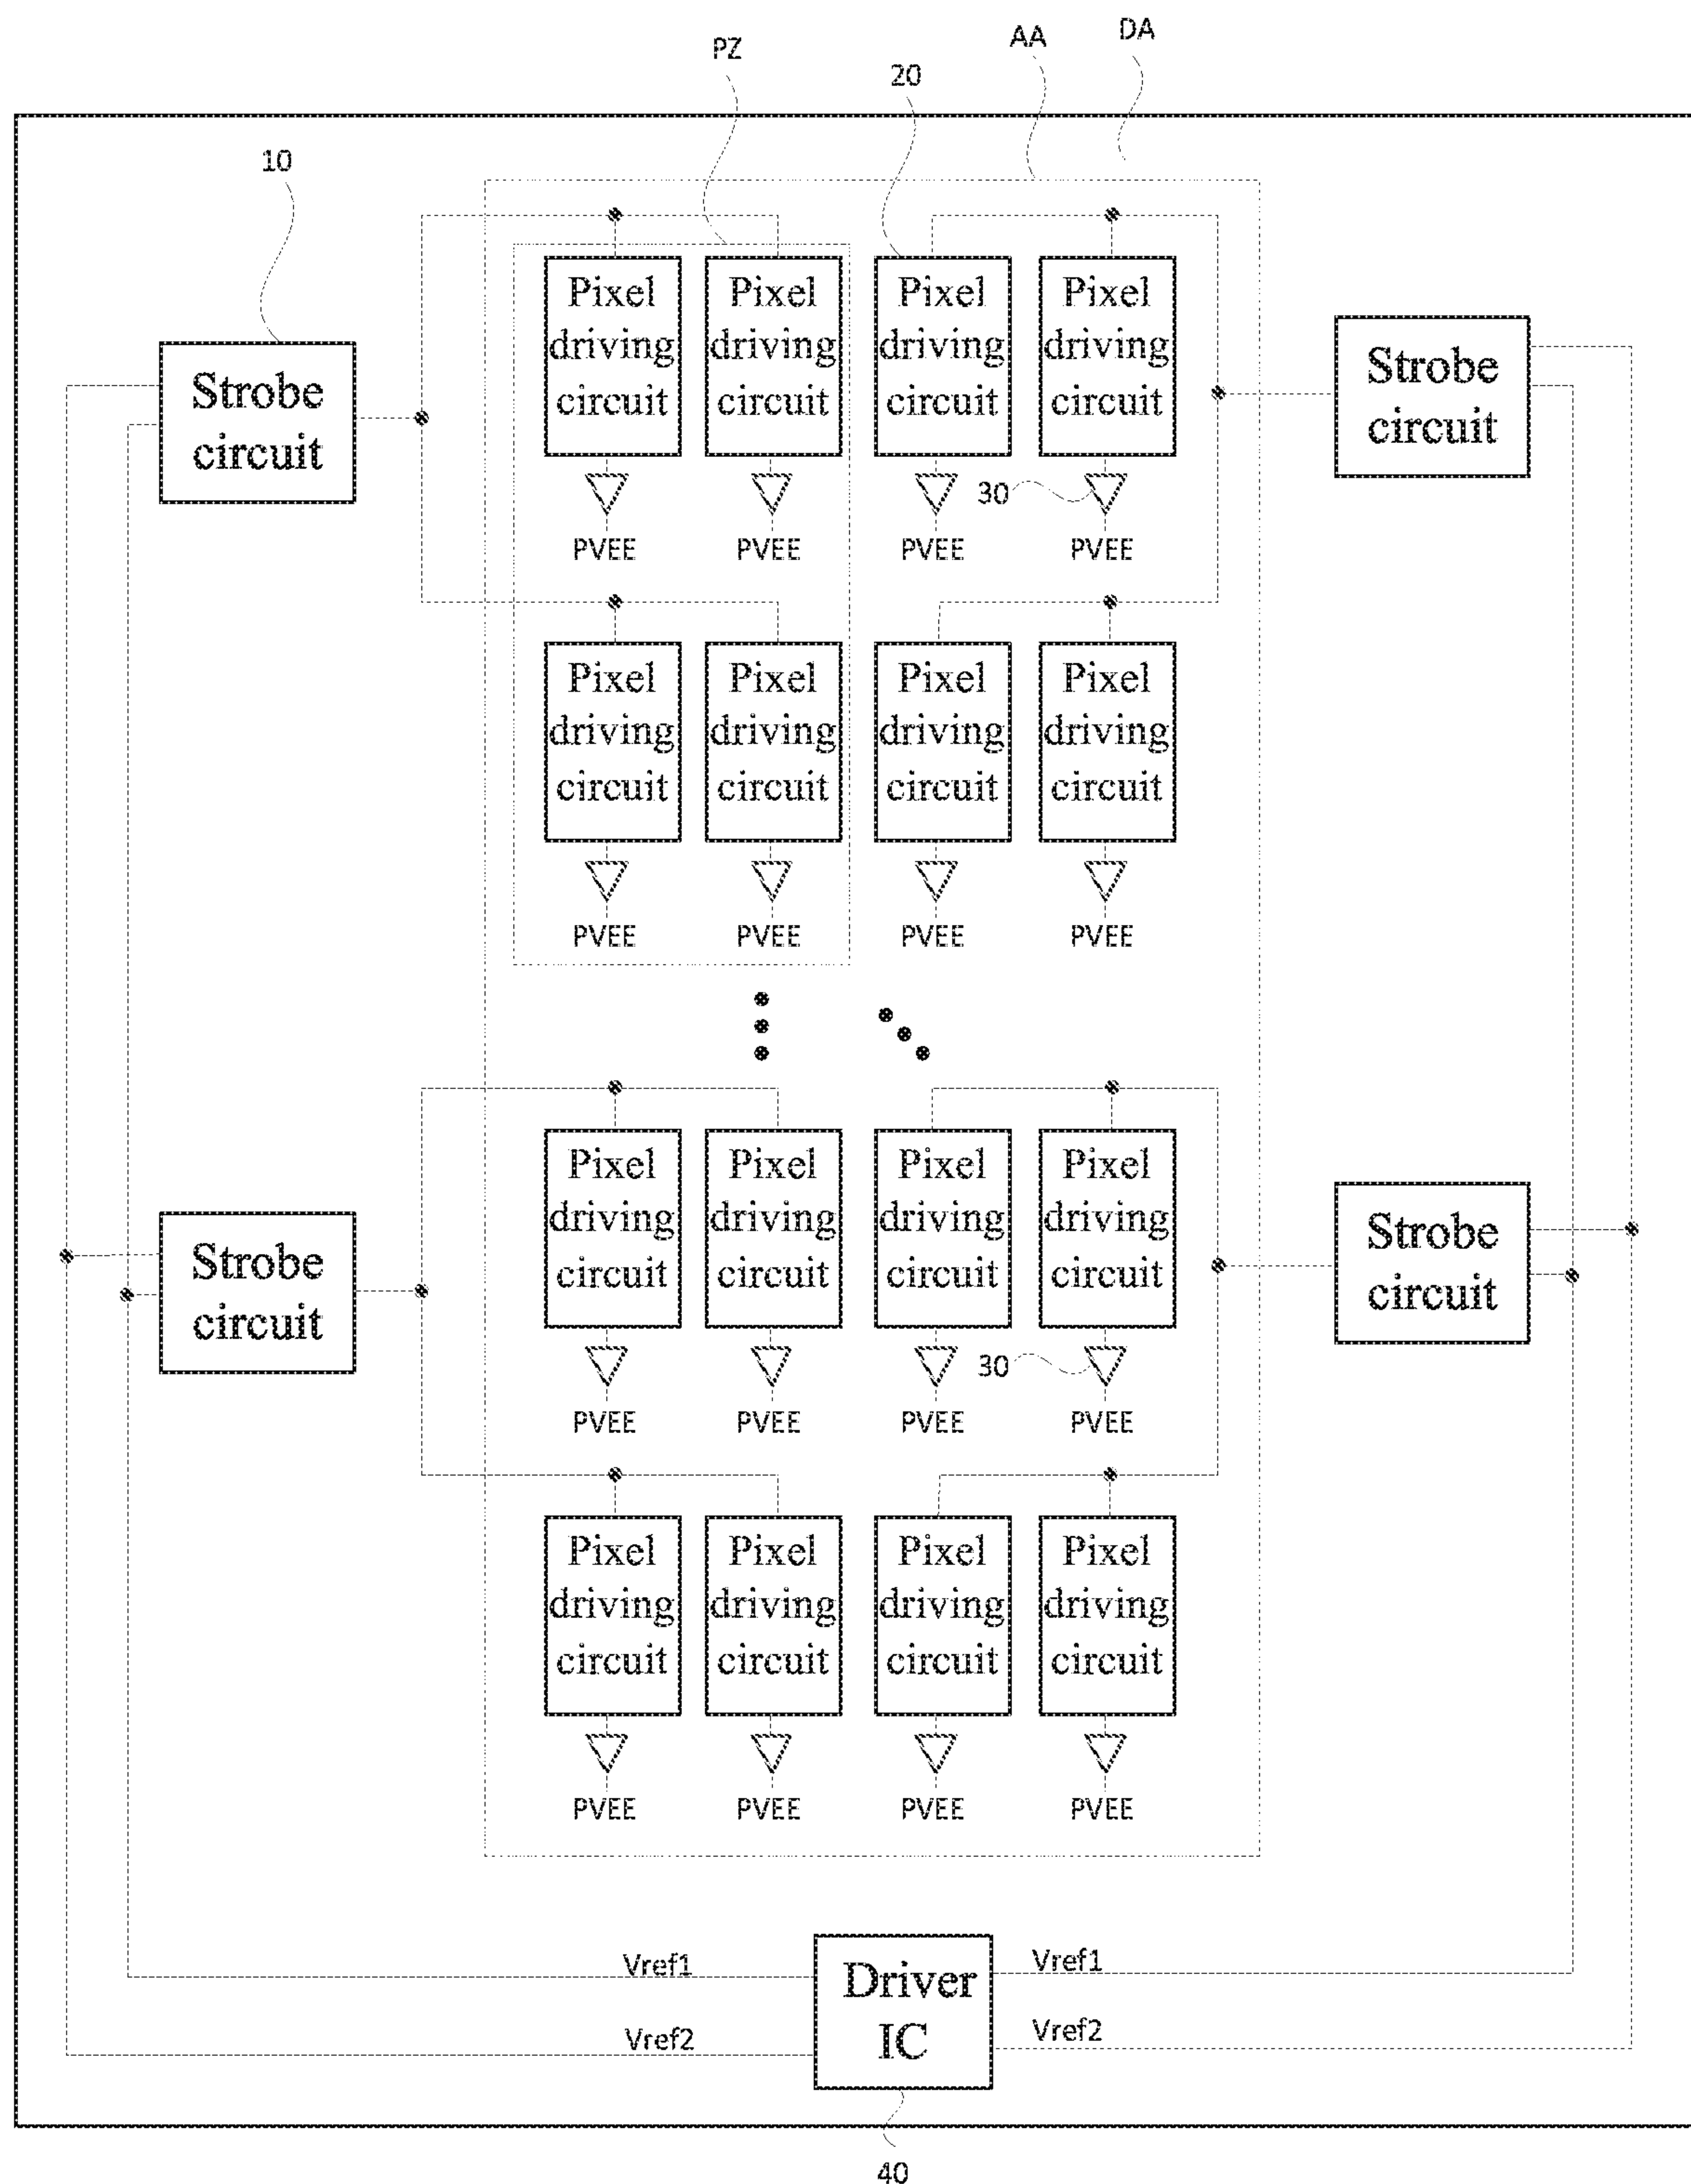 DA
AA
PZ
20
10
Pixel driving circuit
Pixel driving circuit
Pixel driving circuit
Pixel driving circuit
Strobe circuit
Strobe circuit
30
PVEE
PVEE
PVEE
PVEE
Pixel driving circuit
Pixel driving circuit
Pixel driving circuit
Pixel driving circuit
PVEE
PVEE
PVEE
PVEE
Pixel driving circuit
Pixel driving circuit
Pixel driving circuit
Pixel driving circuit
Strobe circuit
Strobe circuit
30
PVEE
PVEE
PVEE
PVEE
Pixel driving circuit
Pixel driving circuit
Pixel driving circuit
Pixel driving circuit
PVEE
PVEE
PVEE
PVEE
Vref1
Vref1
Driver IC
Vref2
Vref2
40